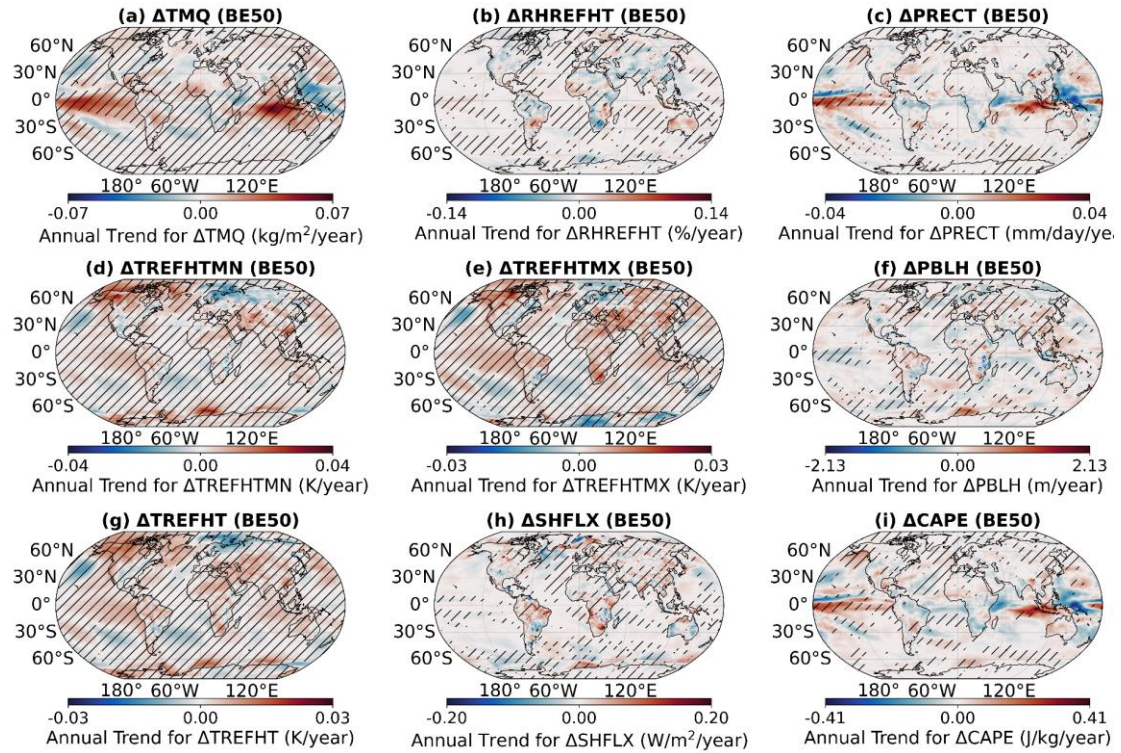 (a) ΔTMQ (BE50)
60°N
30°N
0°
30°S
60°S
180° 60°W 120°E
-0.07 0.00 0.07
Annual Trend for ΔTMQ (kg/m²/year)
(b) ΔRHREFHT (BE50)
60°N
30°N
0°
30°S
60°S
180° 60°W 120°E
-0.14 0.00 0.14
Annual Trend for ΔRHREFHT (%/year)
(c) ΔPRECT (BE50)
60°N
30°N
0°
30°S
60°S
180° 60°W 120°E
-0.04 0.00 0.04
Annual Trend for ΔPRECT (mm/day/yea
(d) ΔTREFHTMN (BE50)
60°N
30°N
0°
30°S
60°S
180° 60°W 120°E
-0.04 0.00 0.04
Annual Trend for ΔTREFHTMN (K/year)
(e) ΔTREFHTMX (BE50)
60°N
30°N
0°
30°S
60°S
180° 60°W 120°E
-0.03 0.00 0.03
Annual Trend for ΔTREFHTMX (K/year)
(f) ΔPBLH (BE50)
60°N
30°N
0°
30°S
60°S
180° 60°W 120°E
-2.13 0.00 2.13
Annual Trend for ΔPBLH (m/year)
(g) ΔTREFHT (BE50)
60°N
30°N
0°
30°S
60°S
180° 60°W 120°E
-0.03 0.00 0.03
Annual Trend for ΔTREFHT (K/year)
(h) ΔSHFLX (BE50)
60°N
30°N
0°
30°S
60°S
180° 60°W 120°E
-0.20 0.00 0.20
Annual Trend for ΔSHFLX (W/m²/year)
(i) ΔCAPE (BE50)
60°N
30°N
0°
30°S
60°S
180° 60°W 120°E
-0.41 0.00 0.41
Annual Trend for ΔCAPE (J/kg/year)